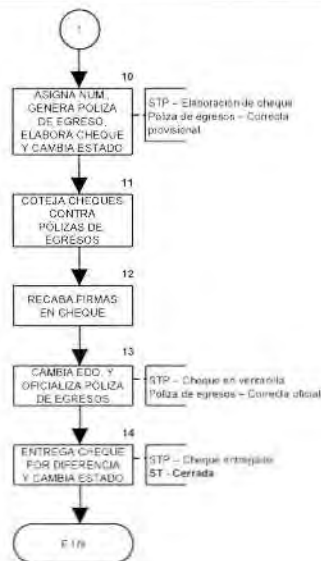 1
10
ASIGNA NUM.,
GENERA POLIZA
DE EGRESO,
ELABORA CHEQUE
Y CAMBIA ESTADO
STP – Elaboración de cheque
Póliza de egresos – Correcta
provisional
11
COTEJA CHEQUES
CONTRA
PÓLIZAS DE
EGRESOS
12
RECABA FIRMAS
EN CHEQUE
13
CAMBIA EDO. Y
OFICIALIZA POLIZA
DE EGRESOS
STP – Cheque en ventanilla
Póliza de egresos – Correcta oficial
14
ENTREGA CHEQUE
POR DIFERENCIA
Y CAMBIA ESTADO
STP – Cheque entregado
ST - Cerrada